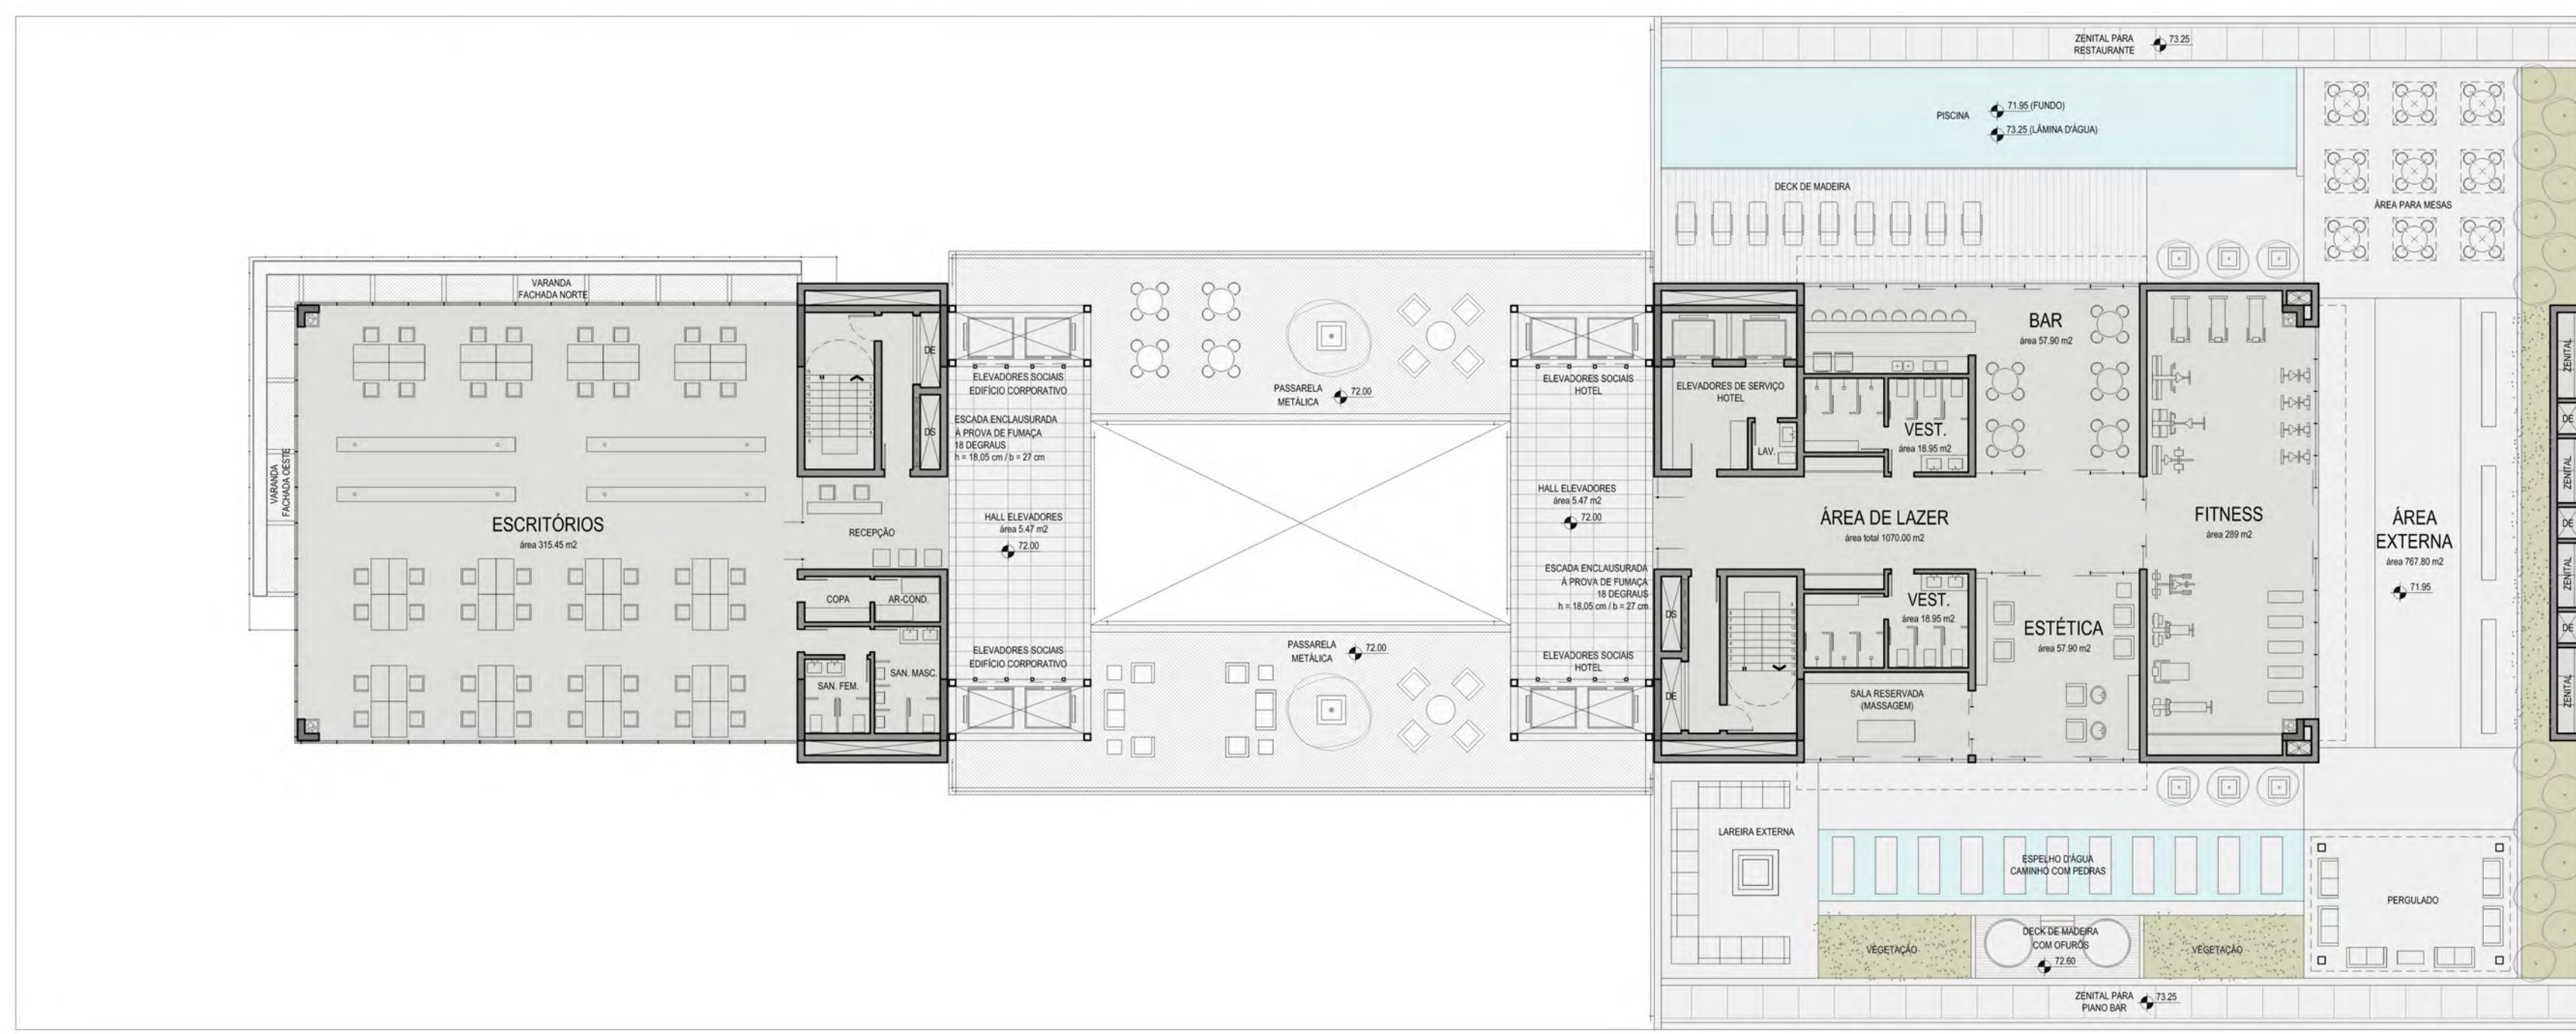 ZENITAL PARA
RESTAURANTE
73.25
PISCINA
71.95 (FUNDO)
73.25 (LÂMINA D'ÁGUA)
DECK DE MADEIRA
ÁREA PARA MESAS
VARANDA
FACHADA NORTE
VARANDA
FACHADA OESTE
ESCRITÓRIOS
área 315.45 m2
DE
DS
RECEPÇÃO
COPA
AR-COND.
SAN. FEM.
SAN. MASC.
ELEVADORES SOCIAIS
EDIFÍCIO CORPORATIVO
ESCADA ENCLAUSURADA
À PROVA DE FUMAÇA
18 DEGRAUS
h = 18,05 cm / b = 27 cm
HALL ELEVADORES
área 5.47 m2
72.00
ELEVADORES SOCIAIS
EDIFÍCIO CORPORATIVO
PASSARELA
METÁLICA
72.00
PASSARELA
METÁLICA
72.00
ELEVADORES SOCIAIS
HOTEL
HALL ELEVADORES
área 5.47 m2
72.00
ESCADA ENCLAUSURADA
À PROVA DE FUMAÇA
18 DEGRAUS
h = 18,05 cm / b = 27 cm
ELEVADORES SOCIAIS
HOTEL
ELEVADORES DE SERVIÇO
HOTEL
LAV.
VEST.
área 18.95 m2
BAR
área 57.90 m2
ÁREA DE LAZER
área total 1070.00 m2
DS
DE
VEST.
área 18.95 m2
SALA RESERVADA
(MASSAGEM)
ESTÉTICA
área 57.90 m2
FITNESS
área 289 m2
ÁREA
EXTERNA
área 767.80 m2
71.95
ZENITAL
DE
ZENITAL
DE
ZENITAL
DE
ZENITAL
LAREIRA EXTERNA
ESPELHO D'ÁGUA
CAMINHO COM PEDRAS
VEGETAÇÃO
DECK DE MADEIRA
COM OFURÔS
72.60
VEGETAÇÃO
PERGULADO
ZENITAL PARA
PIANO BAR
73.25